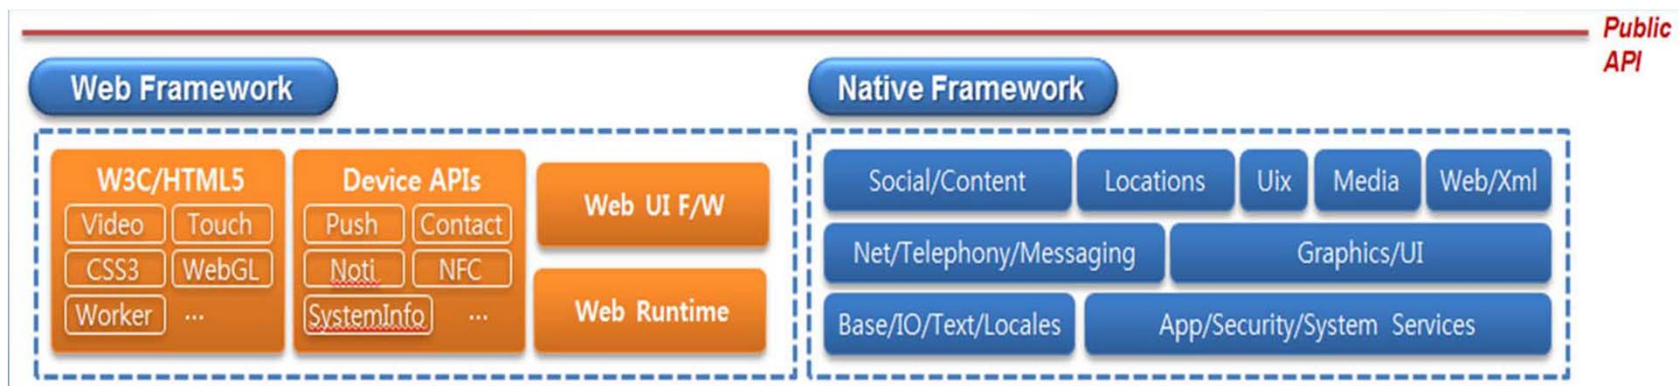 Public
API
Web Framework
W3C/HTML5
Video Touch
CSS3 WebGL
Worker ...
Device APIs
Push Contact
Noti NFC
SystemInfo ...
Web UI F/W
Web Runtime
Native Framework
Social/Content Locations Uix Media Web/Xml
Net/Telephony/Messaging Graphics/UI
Base/IO/Text/Locales App/Security/System Services